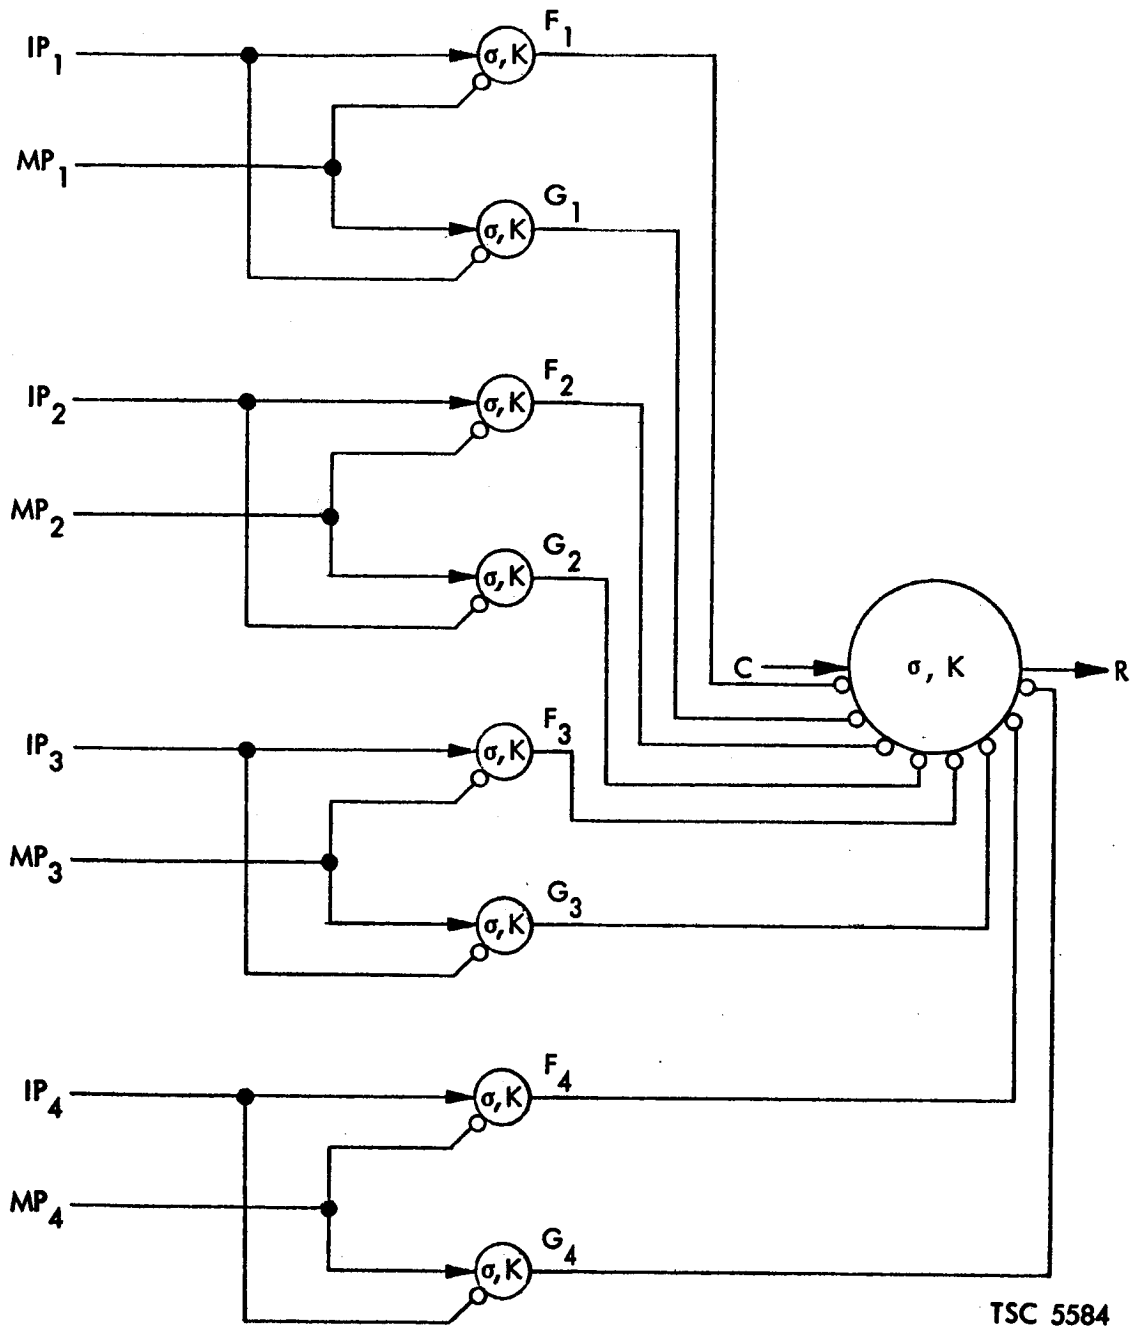 F1
IP1
σ, K
MP1
G1
σ, K
F2
IP2
σ, K
MP2
G2
σ, K
C
σ, K
R
F3
IP3
σ, K
MP3
G3
σ, K
F4
IP4
σ, K
MP4
G4
σ, K
TSC 5584